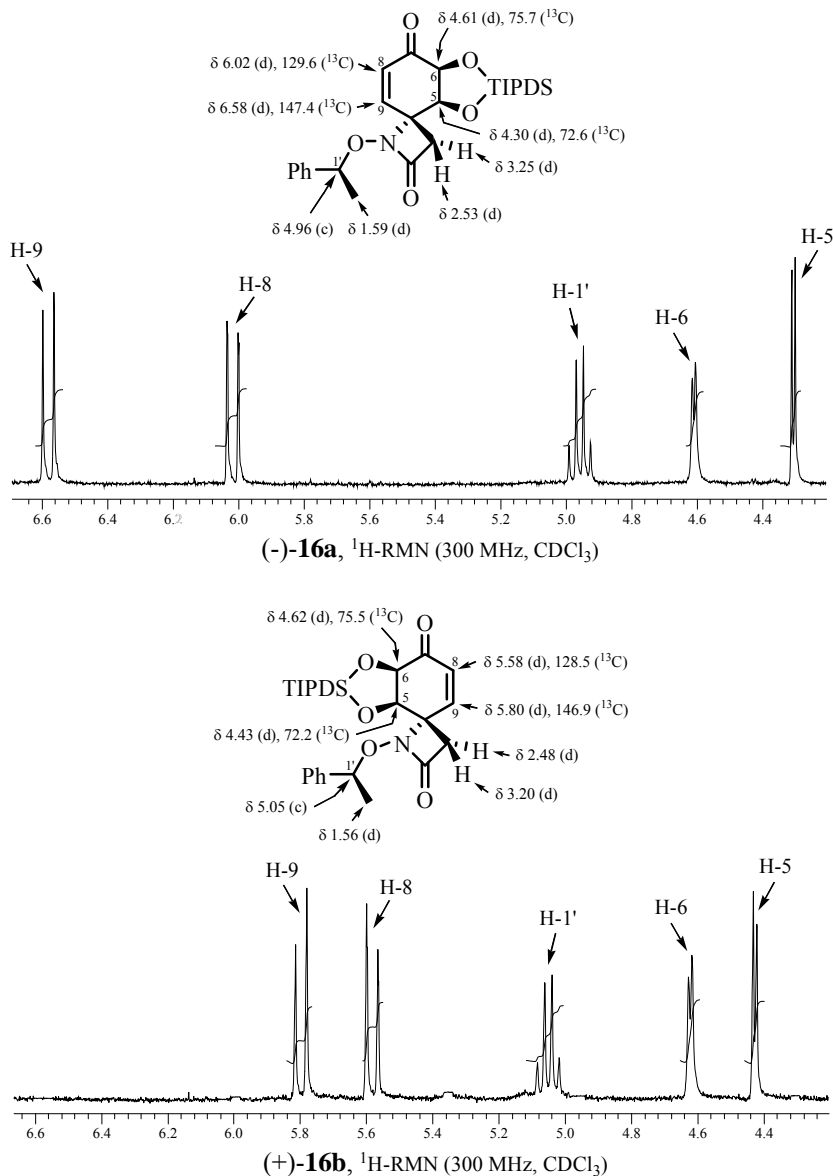 δ 4.61 (d), 75.7 (¹³C)
O
δ 6.02 (d), 129.6 (¹³C)
8
6
O
TIPDS
δ 6.58 (d), 147.4 (¹³C)
9
5
O
δ 4.30 (d), 72.6 (¹³C)
O
N
H
δ 3.25 (d)
Ph
1'
H
O
δ 2.53 (d)
δ 4.96 (c)
δ 1.59 (d)
H-9
H-8
H-1'
H-6
H-5
6.6 6.4 6.2 6.0 5.8 5.6 5.4 5.2 5.0 4.8 4.6 4.4
(-)-16a, ¹H-RMN (300 MHz, CDCl₃)
δ 4.62 (d), 75.5 (¹³C)
O
O
6
8
δ 5.58 (d), 128.5 (¹³C)
TIPDS
5
9
O
δ 5.80 (d), 146.9 (¹³C)
δ 4.43 (d), 72.2 (¹³C)
O
N
H
δ 2.48 (d)
Ph
1'
H
δ 3.20 (d)
δ 5.05 (c)
O
δ 1.56 (d)
H-9
H-8
H-1'
H-6
H-5
6.6 6.4 6.2 6.0 5.8 5.6 5.4 5.2 5.0 4.8 4.6 4.4
(+)-16b, ¹H-RMN (300 MHz, CDCl₃)